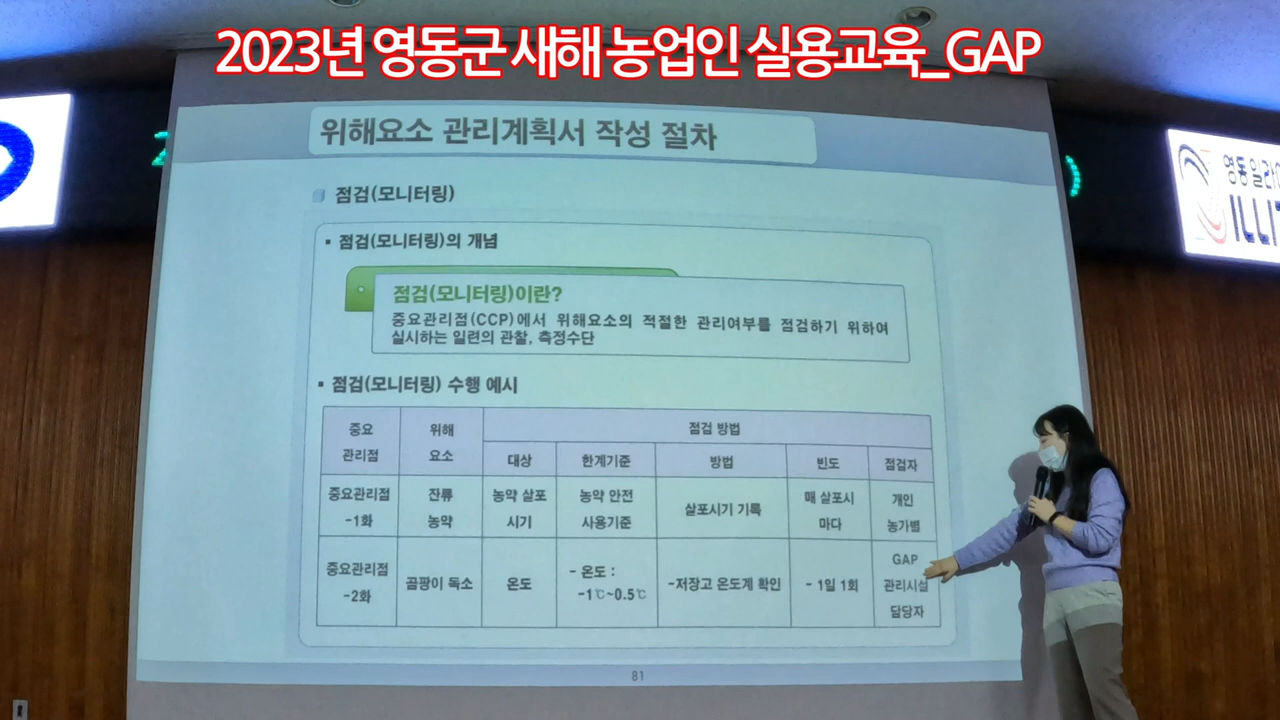 2023년 영동군 새해 농업인 실용교육_GAP
위해요소 관리계획서 작성 절차
점검(모니터링)
▪ 점검(모니터링)의 개념
점검(모니터링)이란?
중요관리점(CCP)에서 위해요소의 적절한 관리여부를 점검하기 위하여
실시하는 일련의 관찰, 측정수단
▪ 점검(모니터링) 수행 예시
중요 관리점 위해 요소 점검 방법
대상 한계기준 방법 빈도 점검자
중요관리점 -1화 잔류 농약 농약 살포 시기 농약 안전 사용기준 살포시기 기록 매 살포시 마다 개인 농가별
중요관리점 -2화 곰팡이 독소 온도 - 온도 : -1℃~0.5℃ -저장고 온도계 확인 - 1일 1회 GAP 관리시설 담당자
81
영동 일라이
ILLI